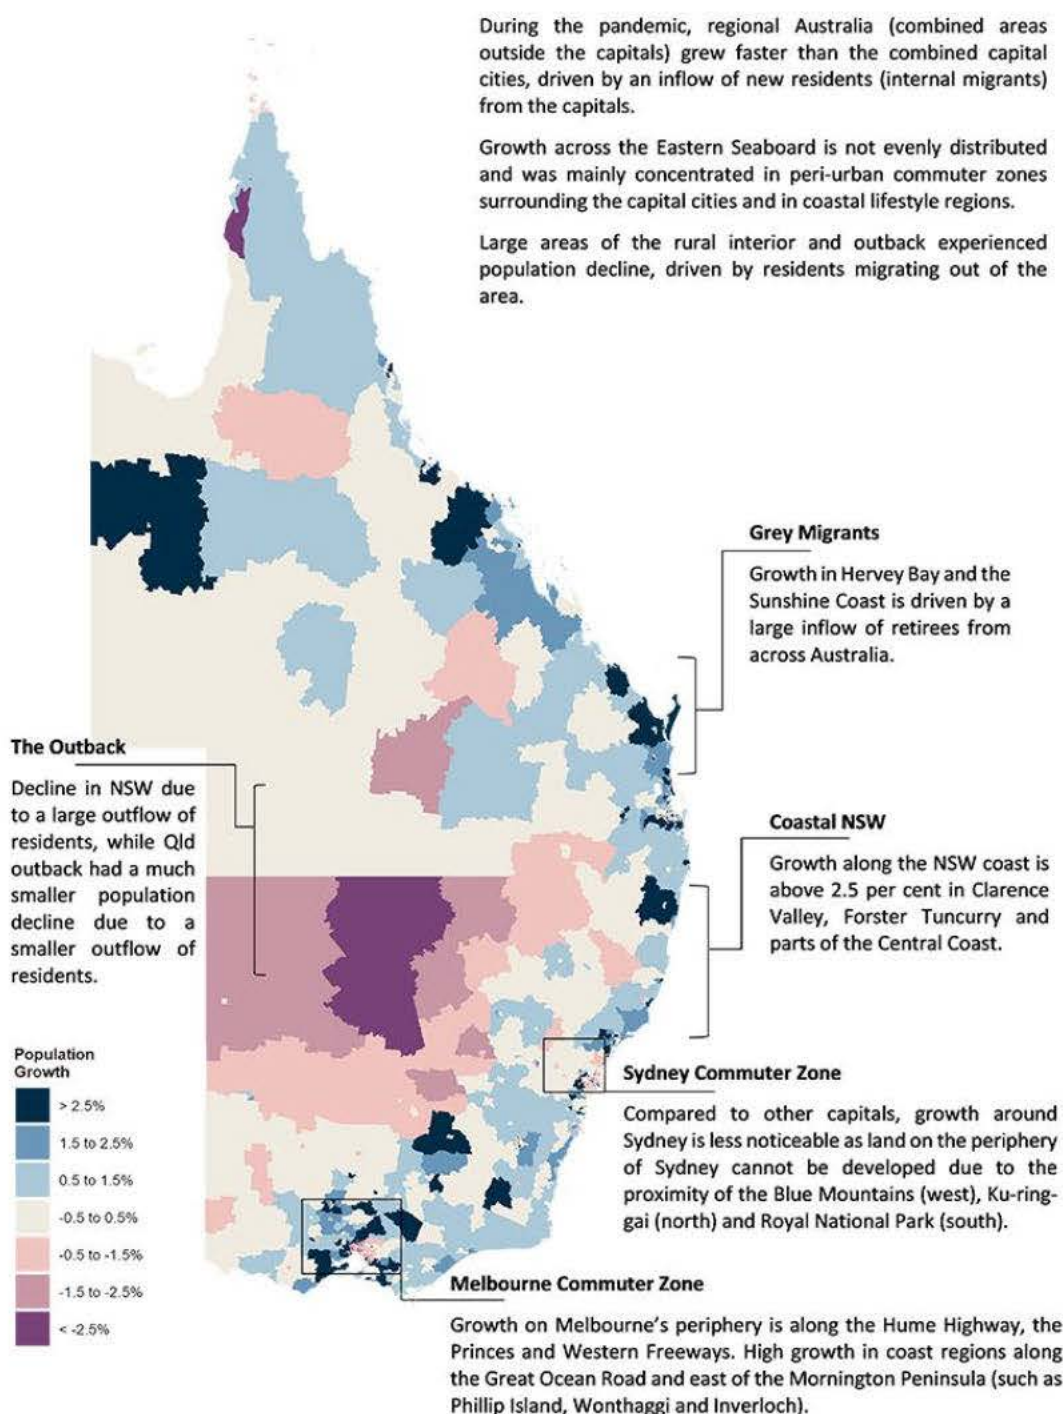 During the pandemic, regional Australia (combined areas
outside the capitals) grew faster than the combined capital
cities, driven by an inflow of new residents (internal migrants)
from the capitals.
Growth across the Eastern Seaboard is not evenly distributed
and was mainly concentrated in peri-urban commuter zones
surrounding the capital cities and in coastal lifestyle regions.
Large areas of the rural interior and outback experienced
population decline, driven by residents migrating out of the
area.
Grey Migrants
Growth in Hervey Bay and the
Sunshine Coast is driven by a
large inflow of retirees from
across Australia.
The Outback
Decline in NSW due
to a large outflow of
residents, while Qld
outback had a much
smaller population
decline due to a
smaller outflow of
residents.
Coastal NSW
Growth along the NSW coast is
above 2.5 per cent in Clarence
Valley, Forster Tuncurry and
parts of the Central Coast.
Population
Growth
> 2.5%
1.5 to 2.5%
0.5 to 1.5%
-0.5 to 0.5%
-0.5 to -1.5%
-1.5 to -2.5%
< -2.5%
Sydney Commuter Zone
Compared to other capitals, growth around
Sydney is less noticeable as land on the periphery
of Sydney cannot be developed due to the
proximity of the Blue Mountains (west), Ku-ring-
gai (north) and Royal National Park (south).
Melbourne Commuter Zone
Growth on Melbourne's periphery is along the Hume Highway, the
Princes and Western Freeways. High growth in coast regions along
the Great Ocean Road and east of the Mornington Peninsula (such as
Phillip Island, Wonthaggi and Inverloch).